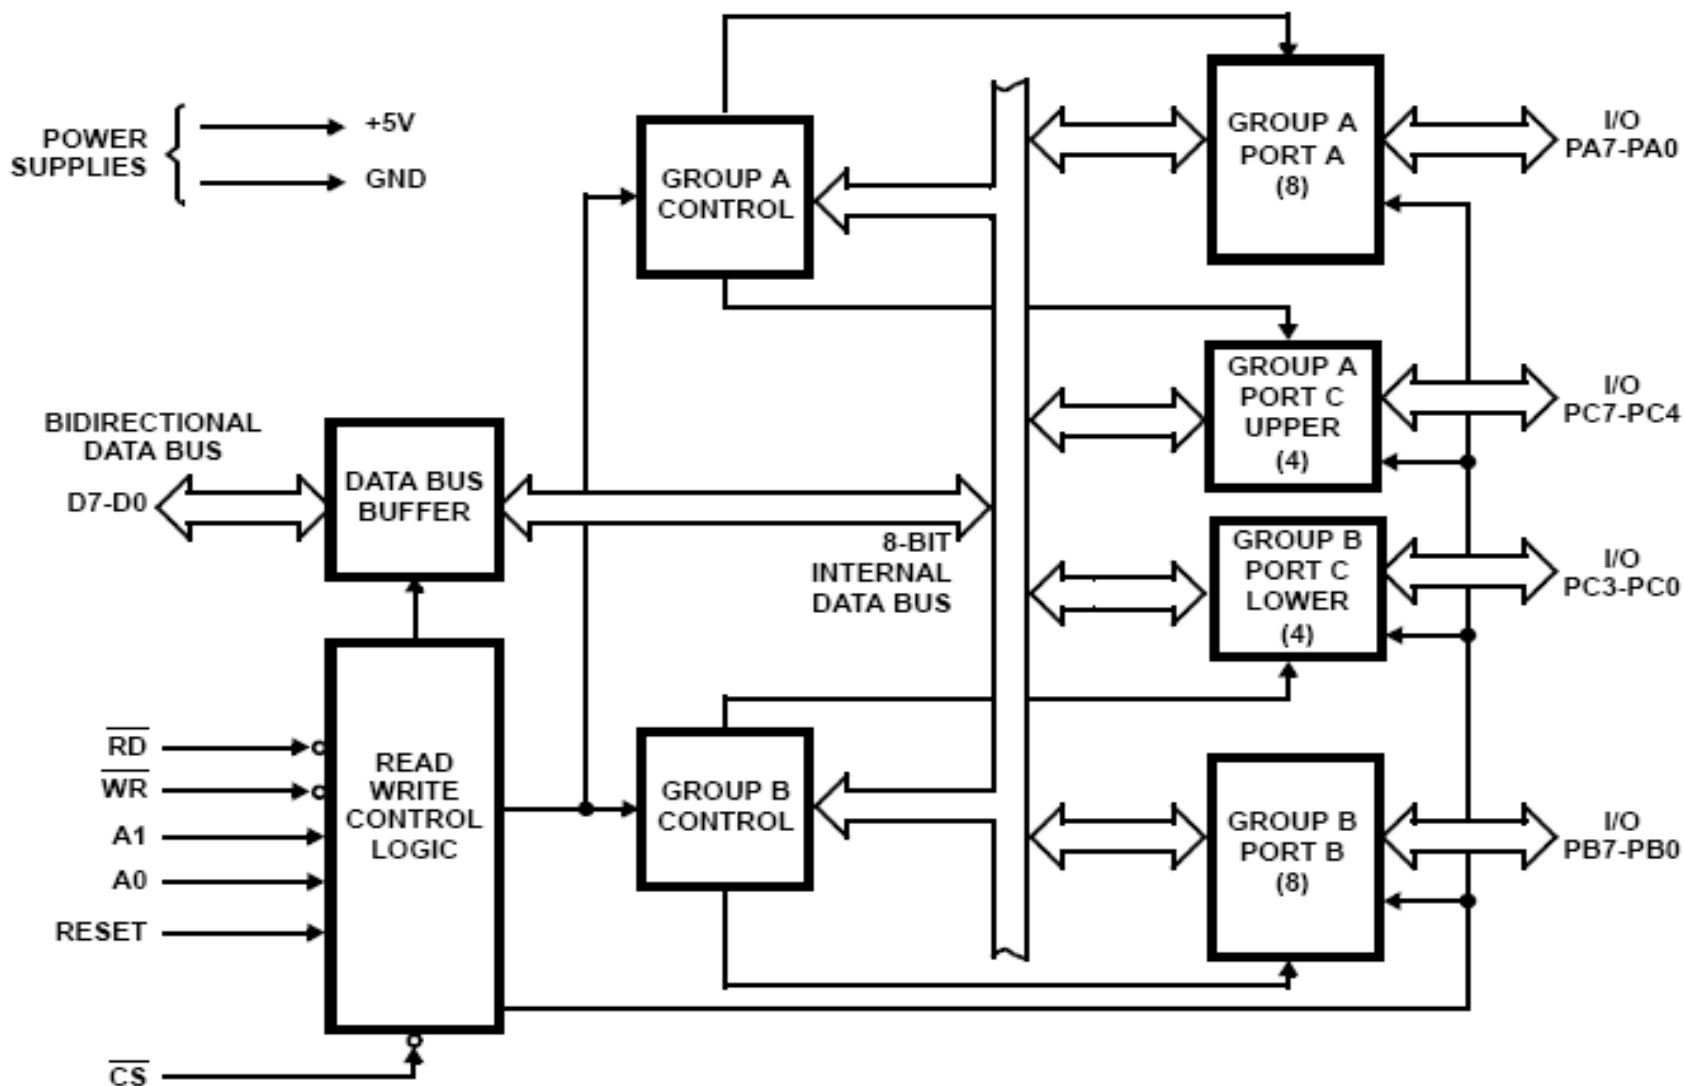 POWER
SUPPLIES
+5V
GND
GROUP A
CONTROL
GROUP A
PORT A
(8)
I/O
PA7-PA0
GROUP A
PORT C
UPPER
(4)
I/O
PC7-PC4
BIDIRECTIONAL
DATA BUS
D7-D0
DATA BUS
BUFFER
8-BIT
INTERNAL
DATA BUS
GROUP B
PORT C
LOWER
(4)
I/O
PC3-PC0
RD
WR
A1
A0
RESET
CS
READ
WRITE
CONTROL
LOGIC
GROUP B
CONTROL
GROUP B
PORT B
(8)
I/O
PB7-PB0